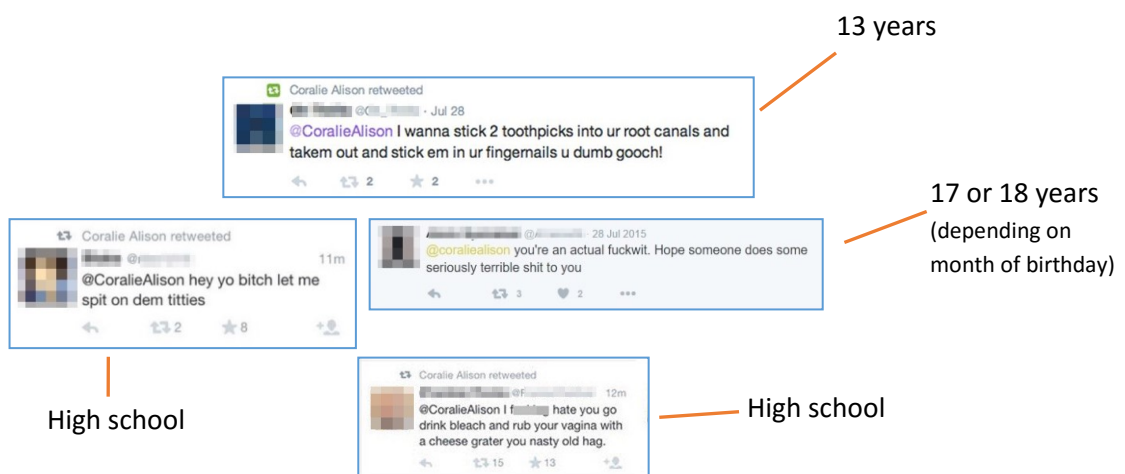 13 years
Coralie Alison retweeted
· Jul 28
@CoralieAlison I wanna stick 2 toothpicks into ur root canals and
takem out and stick em in ur fingernails u dumb gooch!
2 2
17 or 18 years
(depending on
month of birthday)
Coralie Alison retweeted
11m
@CoralieAlison hey yo bitch let me
spit on dem titties
2 8
28 Jul 2015
@coraliealison you're an actual fuckwit. Hope someone does some
seriously terrible shit to you
3 2
High school
Coralie Alison retweeted
12m
@CoralieAlison I hate you go
drink bleach and rub your vagina with
a cheese grater you nasty old hag.
15 13
High school